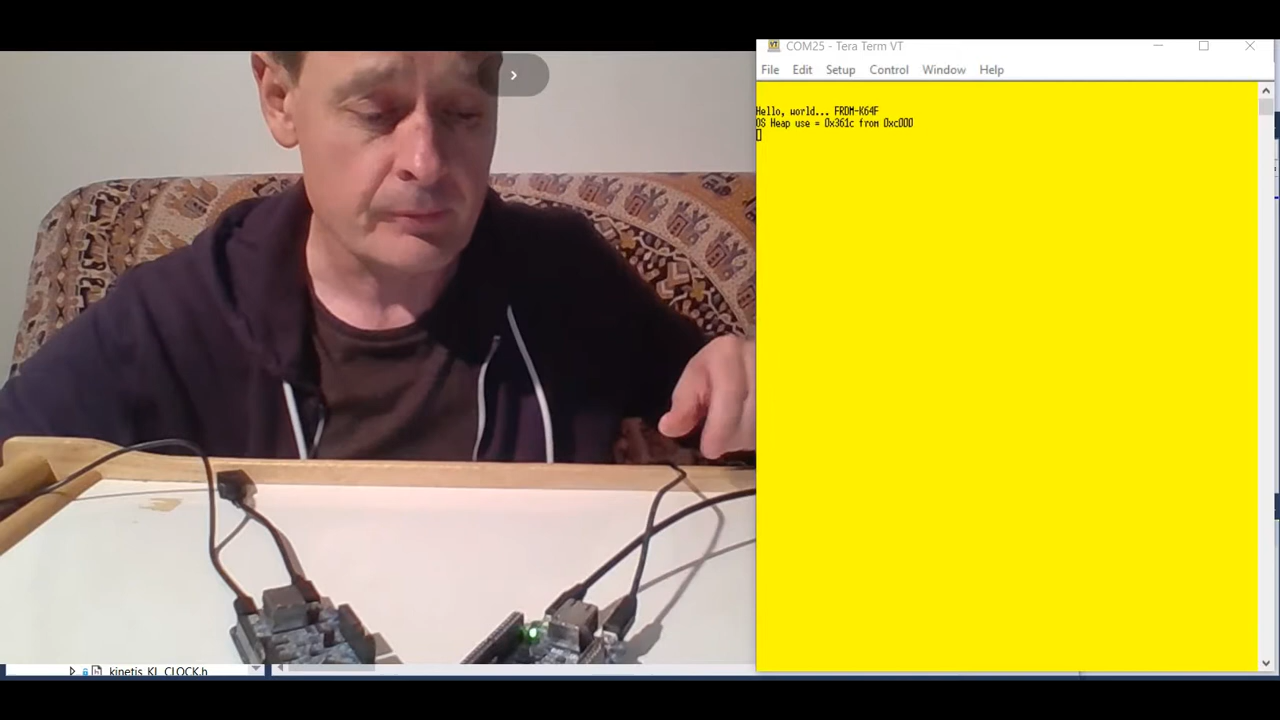 COM25 - Tera Term VT
File Edit Setup Control Window Help
Hello, world... FRDM-K64F
OS Heap use = 0x361c from 0xc000
kinetis_KL_CLOCK.h